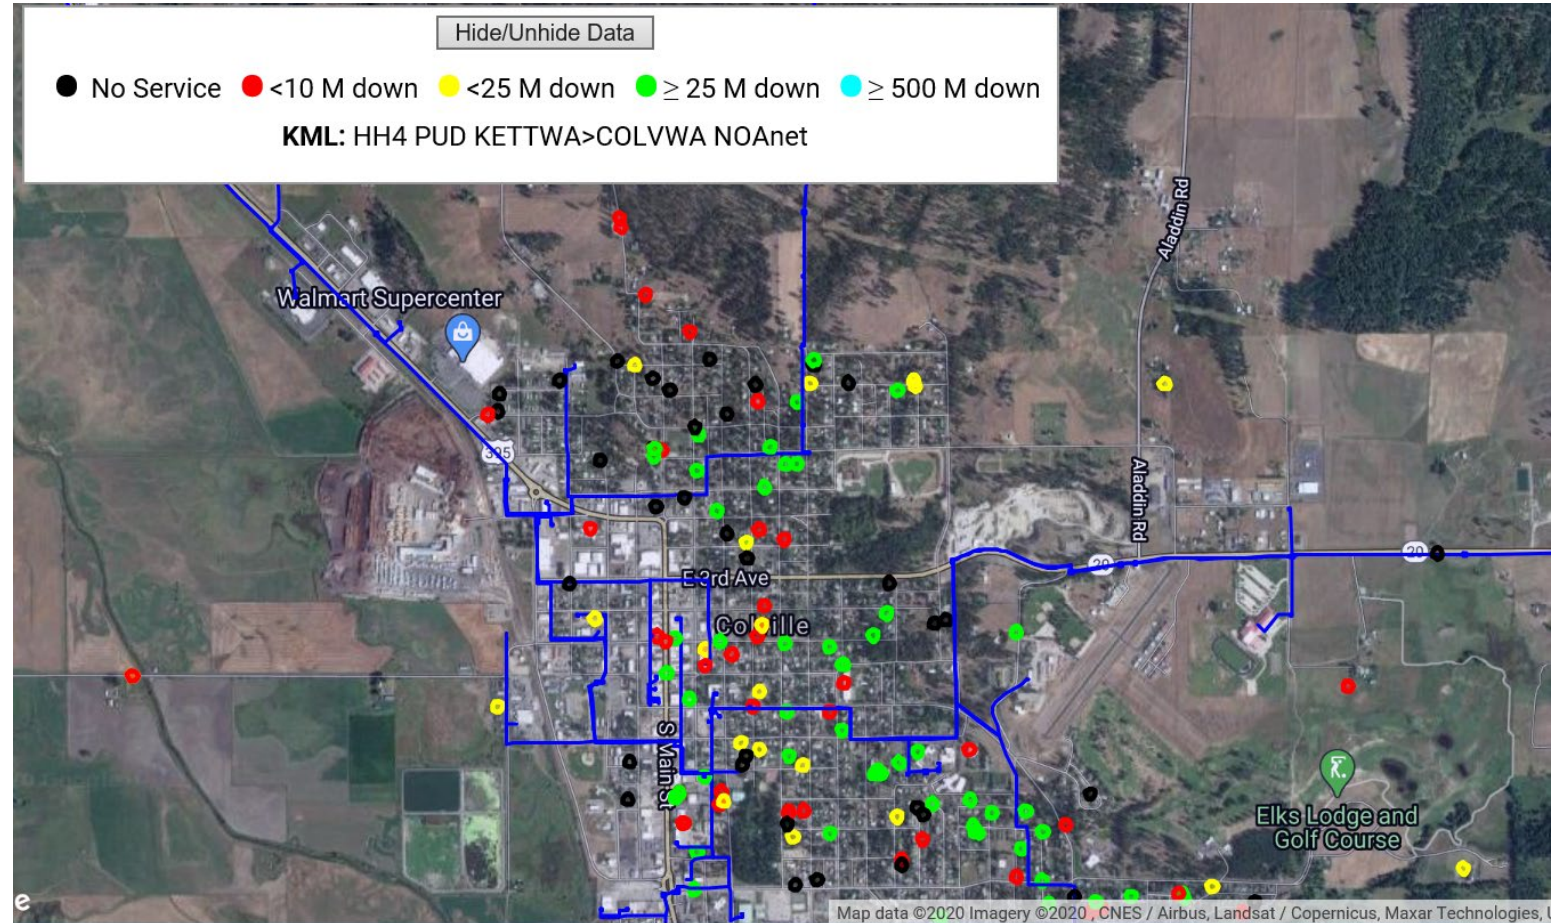 Hide/Unhide Data
No Service <10 M down <25 M down ≥ 25 M down ≥ 500 M down
KML: HH4 PUD KETTWA>COLVWA NOAnet
Aladdin Rd
Walmart Supercenter
395
Aladdin Rd
20
20
E 3rd Ave
Colville
S Main St
Elks Lodge and
Golf Course
e
Map data ©2020 Imagery ©2020 , CNES / Airbus, Landsat / Copernicus, Maxar Technologies,